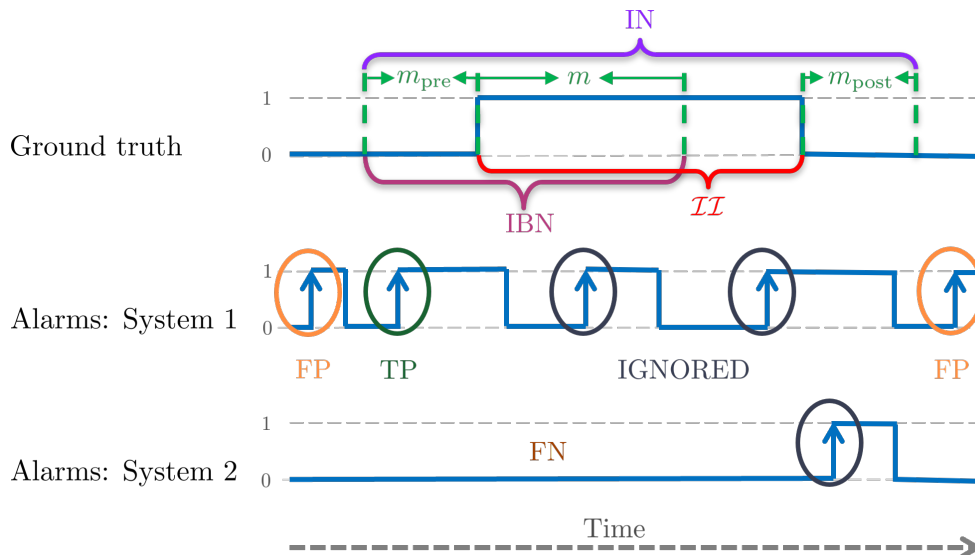 IN
m_pre m m_post
1
Ground truth
0
IBN
II
1
Alarms: System 1
0
FP TP IGNORED FP
1
FN
Alarms: System 2
0
Time